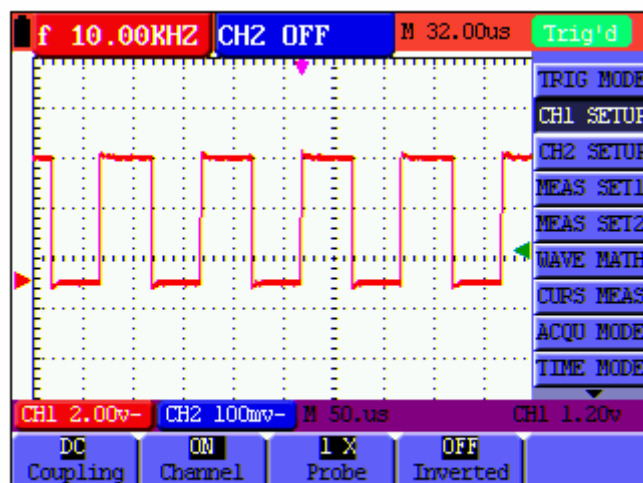 f 10.00KHZ CH2 OFF M 32.00us Trig'd
TRIG MODE
CH1 SETUP
CH2 SETUP
MEAS SET1
MEAS SET2
WAVE MATH
CURS MEAS
ACQU MODE
TIME MODE
CH1 2.00v- CH2 100mv- M 50.us CH1 1.20v
DC ON 1 X OFF
Coupling Channel Probe Inverted